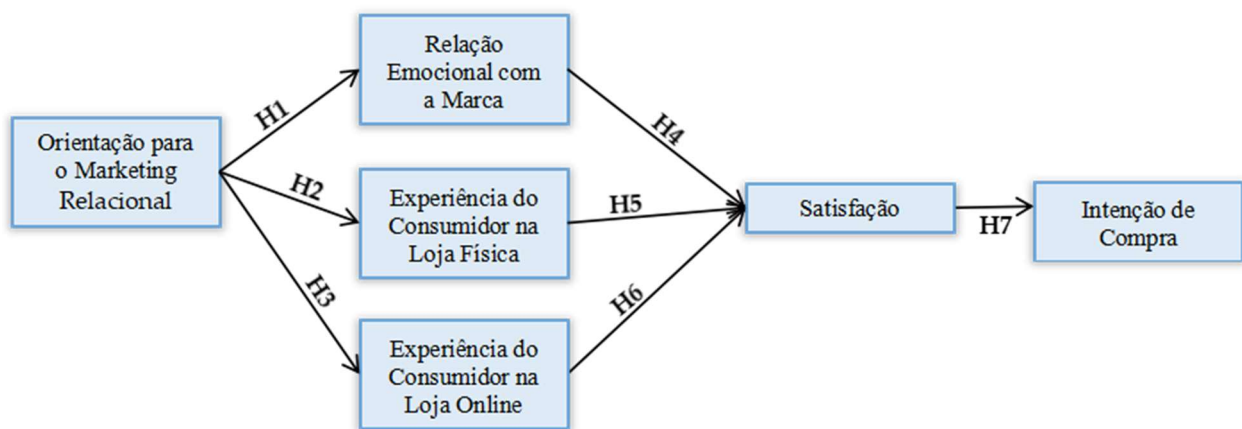 Orientação para
o Marketing
Relacional
H1
H2
H3
Relação
Emocional com
a Marca
Experiência do
Consumidor na
Loja Física
Experiência do
Consumidor na
Loja Online
H4
H5
H6
Satisfação
H7
Intenção de
Compra